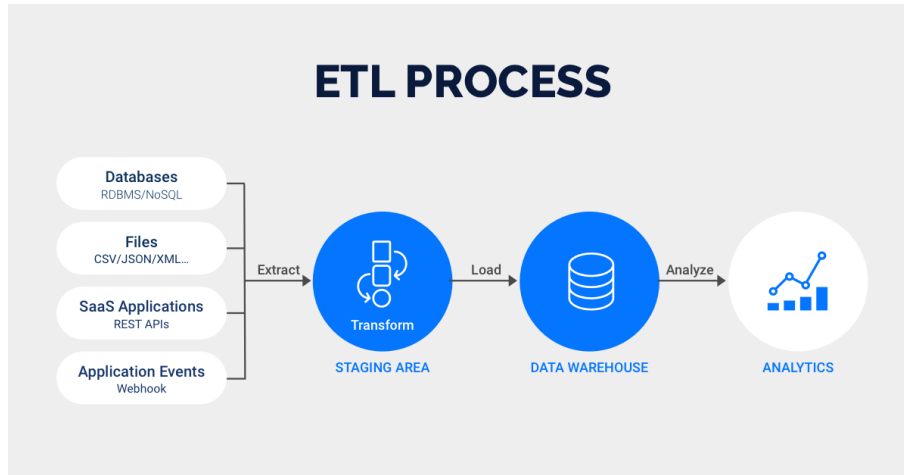 ETL PROCESS
Databases
RDBMS/NoSQL
Files
CSV/JSON/XML...
SaaS Applications
REST APIs
Application Events
Webhook
Extract
Transform
STAGING AREA
Load
DATA WAREHOUSE
Analyze
ANALYTICS